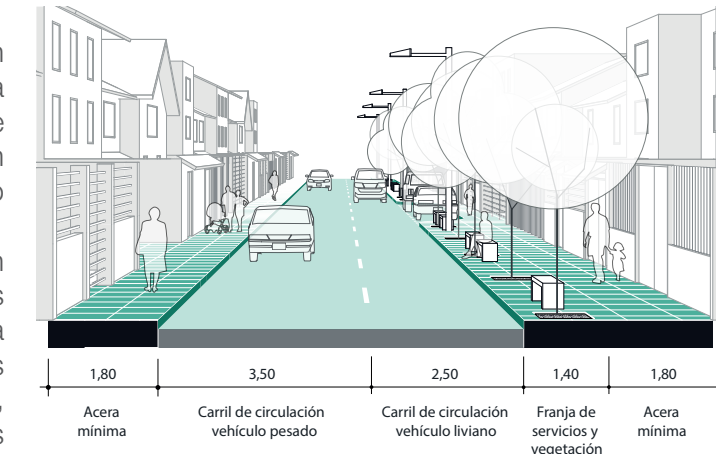 1,80
3,50
2,50
1,40
1,80
Acera
mínima
Carril de circulación
vehículo pesado
Carril de circulación
vehículo liviano
Franja de
servicios y
vegetación
Acera
mínima